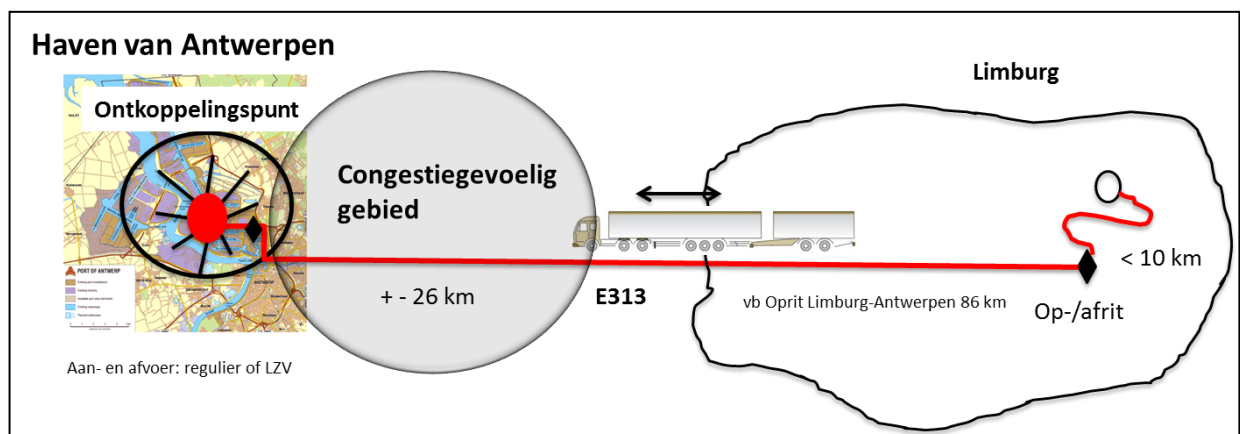 Haven van Antwerpen
Limburg
Ontkoppelingspunt
Congestiegevoelig
gebied
< 10 km
+ - 26 km
E313
vb Oprit Limburg-Antwerpen 86 km
Op-/afrit
PORT OF ANTWERP
Aan- en afvoer: regulier of LZV